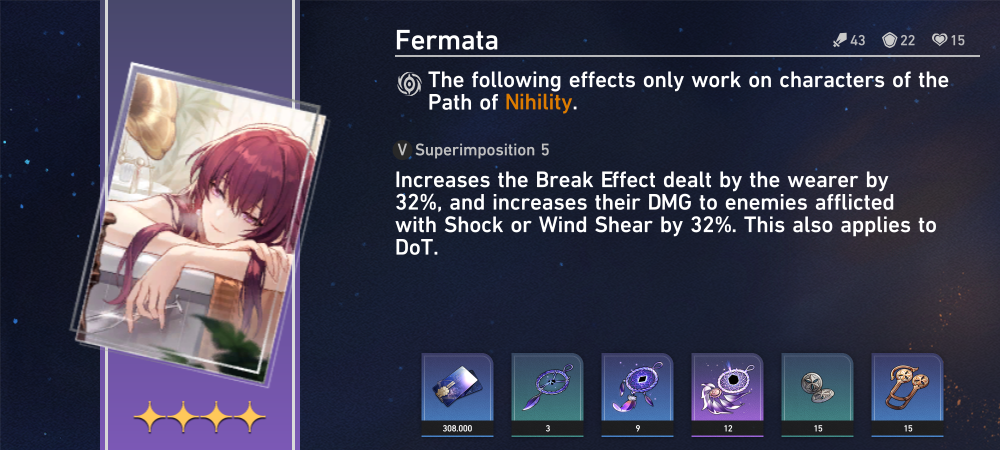 Fermata
43 22 15
The following effects only work on characters of the
Path of Nihility.
V Superimposition 5
Increases the Break Effect dealt by the wearer by
32%, and increases their DMG to enemies afflicted
with Shock or Wind Shear by 32%. This also applies to
DoT.
308.000 3 9 12 15 15